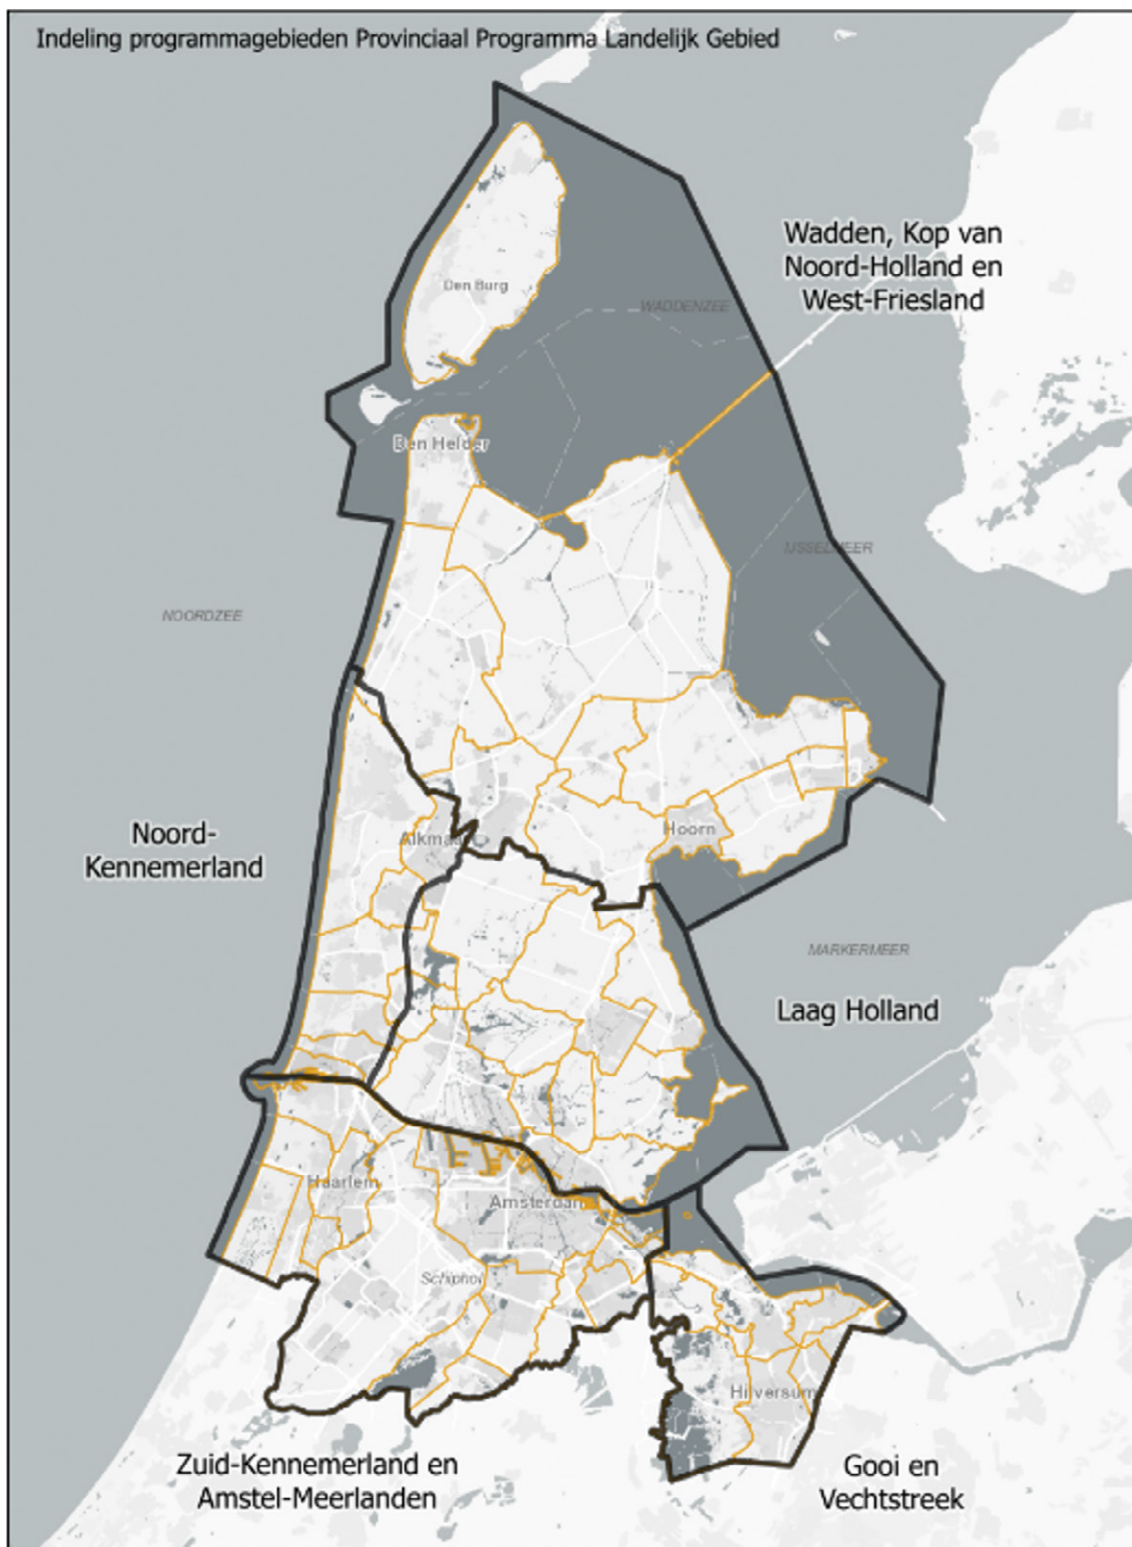 Indeling programmagebieden Provinciaal Programma Landelijk Gebied
Wadden, Kop van
Noord-Holland en
West-Friesland
Den Burg
WADDENZEE
Den Helder
IJSSELMEER
NOORDZEE
Noord-
Kennemerland
Alkmaar
Hoorn
MARKERMEER
Laag Holland
Haarlem
Amsterdam
Schiphol
Hilversum
Zuid-Kennemerland en
Amstel-Meerlanden
Gooi en
Vechtstreek